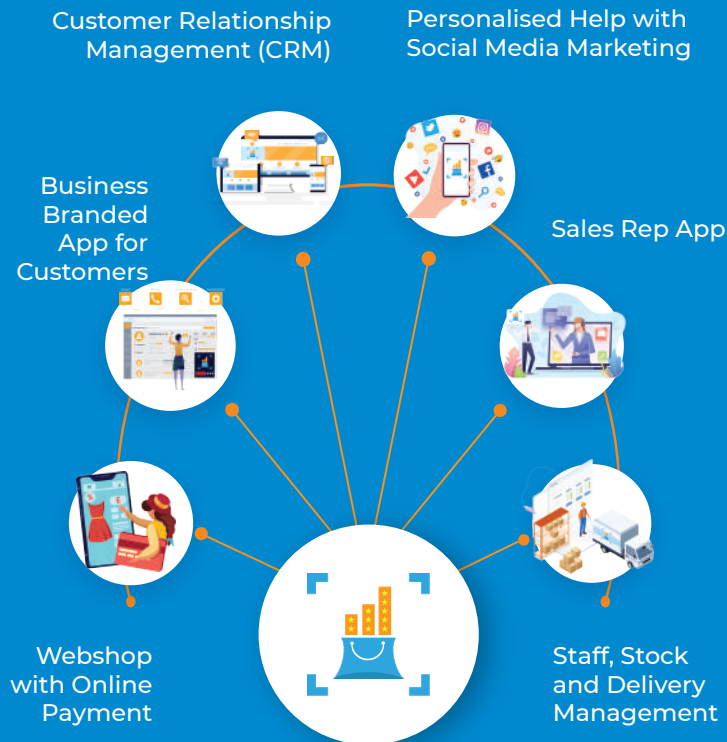 Customer Relationship
Management (CRM)
Personalised Help with
Social Media Marketing
Business
Branded
App for
Customers
Sales Rep App
Webshop
with Online
Payment
Staff, Stock
and Delivery
Management